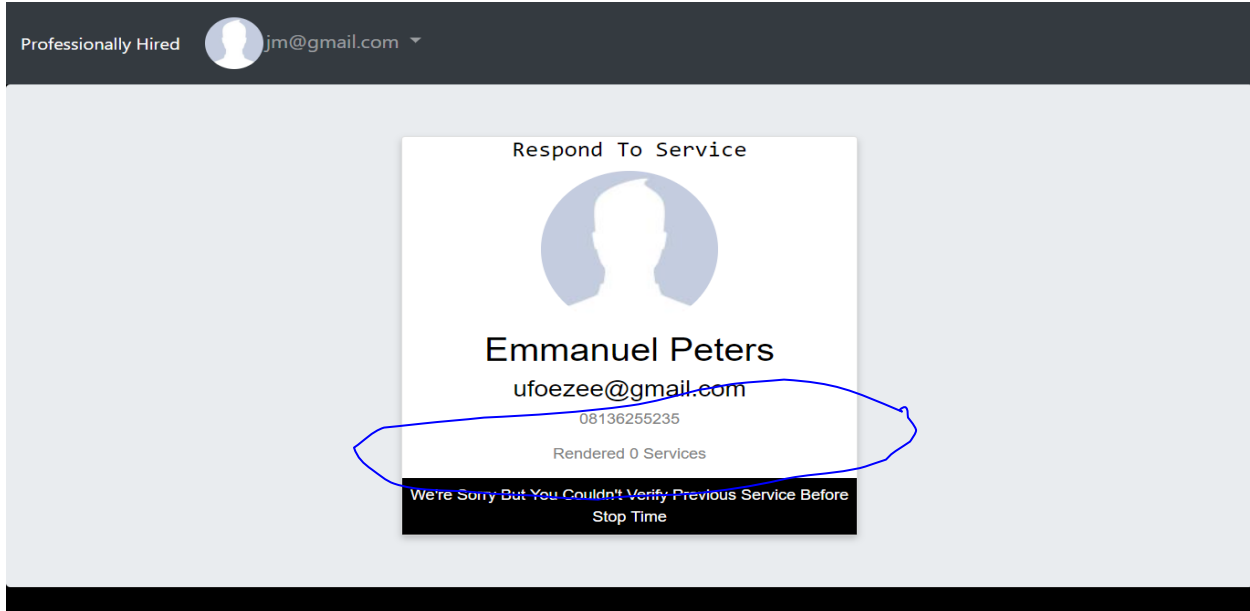 Professionally Hired jm@gmail.com
Respond To Service
Emmanuel Peters
ufoezee@gmail.com
08136255235
Rendered 0 Services
We're Sorry But You Couldn't Verify Previous Service Before
Stop Time